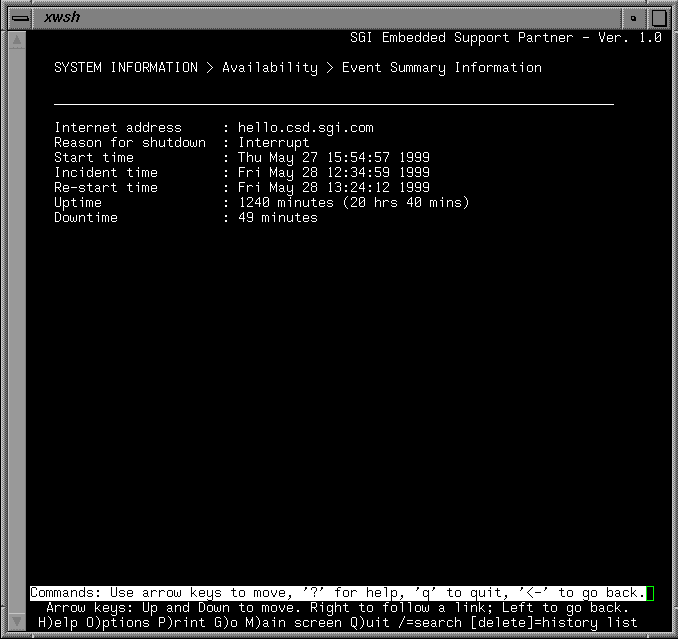 xwsh
SGI Embedded Support Partner - Ver. 1.0
SYSTEM INFORMATION > Availability > Event Summary Information
Internet address : hello.csd.sgi.com
Reason for shutdown : Interrupt
Start time : Thu May 27 15:54:57 1999
Incident time : Fri May 28 12:34:59 1999
Re-start time : Fri May 28 13:24:12 1999
Uptime : 1240 minutes (20 hrs 40 mins)
Downtime : 49 minutes
Commands: Use arrow keys to move, '?' for help, 'q' to quit, '<-' to go back.
Arrow keys: Up and Down to move. Right to follow a link; Left to go back.
H)elp O)ptions P)rint G)o M)ain screen Q)uit /=search [delete]=history list